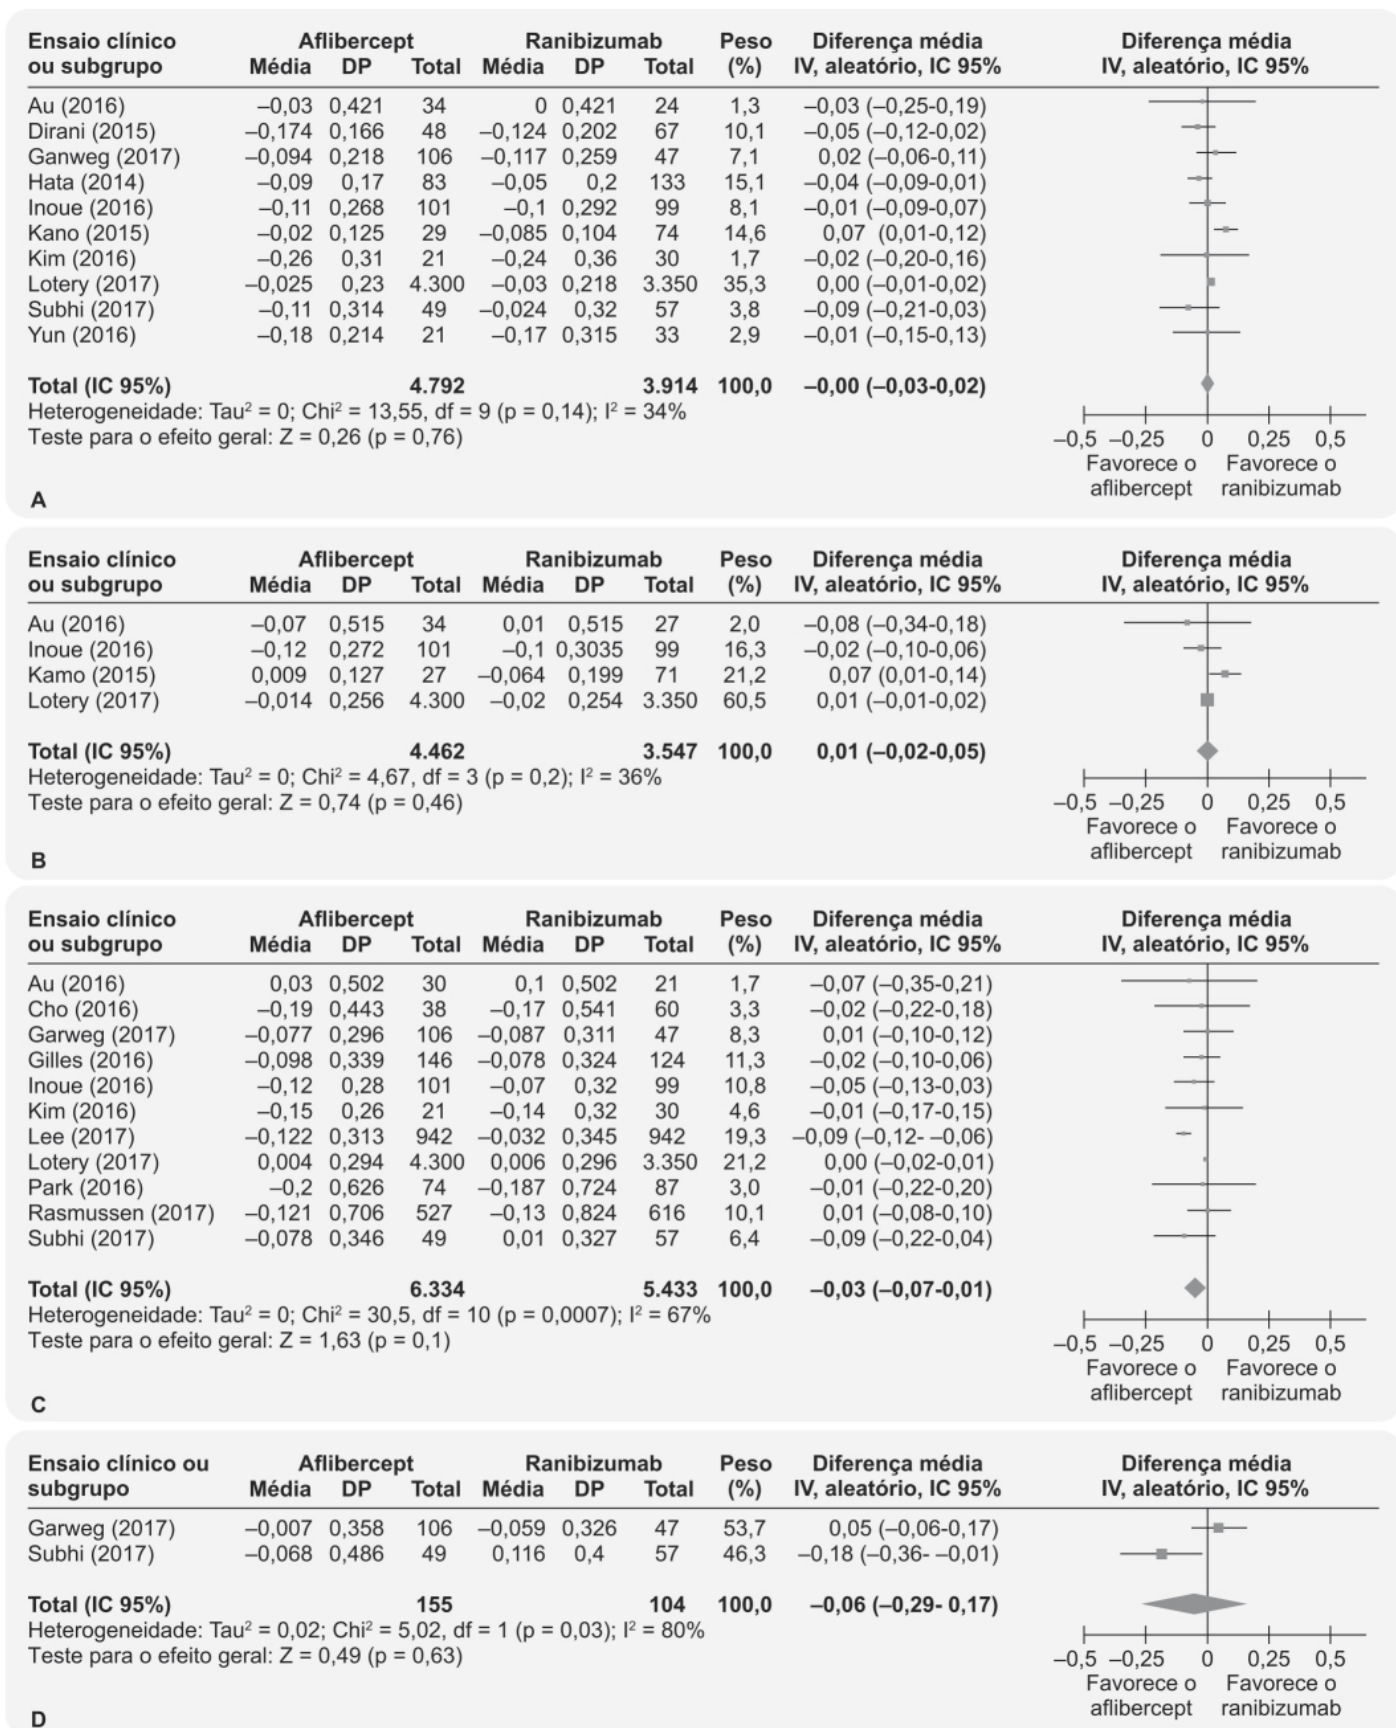 Ensaio clínico Aflibercept Ranibizumab Peso Diferença média Diferença média
ou subgrupo Média DP Total Média DP Total (%) IV, aleatório, IC 95% IV, aleatório, IC 95%
Au (2016) –0,03 0,421 34 0 0,421 24 1,3 –0,03 (–0,25-0,19)
Dirani (2015) –0,174 0,166 48 –0,124 0,202 67 10,1 –0,05 (–0,12-0,02)
Ganweg (2017) –0,094 0,218 106 –0,117 0,259 47 7,1 0,02 (–0,06-0,11)
Hata (2014) –0,09 0,17 83 –0,05 0,2 133 15,1 –0,04 (–0,09-0,01)
Inoue (2016) –0,11 0,268 101 –0,1 0,292 99 8,1 –0,01 (–0,09-0,07)
Kano (2015) –0,02 0,125 29 –0,085 0,104 74 14,6 0,07 (0,01-0,12)
Kim (2016) –0,26 0,31 21 –0,24 0,36 30 1,7 –0,02 (–0,20-0,16)
Lotery (2017) –0,025 0,23 4.300 –0,03 0,218 3.350 35,3 0,00 (–0,01-0,02)
Subhi (2017) –0,11 0,314 49 –0,024 0,32 57 3,8 –0,09 (–0,21-0,03)
Yun (2016) –0,18 0,214 21 –0,17 0,315 33 2,9 –0,01 (–0,15-0,13)
Total (IC 95%) 4.792 3.914 100,0 –0,00 (–0,03-0,02)
Heterogeneidade: Tau² = 0; Chi² = 13,55, df = 9 (p = 0,14); I² = 34%
Teste para o efeito geral: Z = 0,26 (p = 0,76)
–0,5 –0,25 0 0,25 0,5
Favorece o Favorece o
aflibercept ranibizumab
A
Ensaio clínico Aflibercept Ranibizumab Peso Diferença média Diferença média
ou subgrupo Média DP Total Média DP Total (%) IV, aleatório, IC 95% IV, aleatório, IC 95%
Au (2016) –0,07 0,515 34 0,01 0,515 27 2,0 –0,08 (–0,34-0,18)
Inoue (2016) –0,12 0,272 101 –0,1 0,3035 99 16,3 –0,02 (–0,10-0,06)
Kamo (2015) 0,009 0,127 27 –0,064 0,199 71 21,2 0,07 (0,01-0,14)
Lotery (2017) –0,014 0,256 4.300 –0,02 0,254 3.350 60,5 0,01 (–0,01-0,02)
Total (IC 95%) 4.462 3.547 100,0 0,01 (–0,02-0,05)
Heterogeneidade: Tau² = 0; Chi² = 4,67, df = 3 (p = 0,2); I² = 36%
Teste para o efeito geral: Z = 0,74 (p = 0,46)
–0,5 –0,25 0 0,25 0,5
Favorece o Favorece o
aflibercept ranibizumab
B
Ensaio clínico Aflibercept Ranibizumab Peso Diferença média Diferença média
ou subgrupo Média DP Total Média DP Total (%) IV, aleatório, IC 95% IV, aleatório, IC 95%
Au (2016) 0,03 0,502 30 0,1 0,502 21 1,7 –0,07 (–0,35-0,21)
Cho (2016) –0,19 0,443 38 –0,17 0,541 60 3,3 –0,02 (–0,22-0,18)
Garweg (2017) –0,077 0,296 106 –0,087 0,311 47 8,3 0,01 (–0,10-0,12)
Gilles (2016) –0,098 0,339 146 –0,078 0,324 124 11,3 –0,02 (–0,10-0,06)
Inoue (2016) –0,12 0,28 101 –0,07 0,32 99 10,8 –0,05 (–0,13-0,03)
Kim (2016) –0,15 0,26 21 –0,14 0,32 30 4,6 –0,01 (–0,17-0,15)
Lee (2017) –0,122 0,313 942 –0,032 0,345 942 19,3 –0,09 (–0,12- –0,06)
Lotery (2017) 0,004 0,294 4.300 0,006 0,296 3.350 21,2 0,00 (–0,02-0,01)
Park (2016) –0,2 0,626 74 –0,187 0,724 87 3,0 –0,01 (–0,22-0,20)
Rasmussen (2017) –0,121 0,706 527 –0,13 0,824 616 10,1 0,01 (–0,08-0,10)
Subhi (2017) –0,078 0,346 49 0,01 0,327 57 6,4 –0,09 (–0,22-0,04)
Total (IC 95%) 6.334 5.433 100,0 –0,03 (–0,07-0,01)
Heterogeneidade: Tau² = 0; Chi² = 30,5, df = 10 (p = 0,0007); I² = 67%
Teste para o efeito geral: Z = 1,63 (p = 0,1)
–0,5 –0,25 0 0,25 0,5
Favorece o Favorece o
aflibercept ranibizumab
C
Ensaio clínico ou Aflibercept Ranibizumab Peso Diferença média Diferença média
subgrupo Média DP Total Média DP Total (%) IV, aleatório, IC 95% IV, aleatório, IC 95%
Garweg (2017) –0,007 0,358 106 –0,059 0,326 47 53,7 0,05 (–0,06-0,17)
Subhi (2017) –0,068 0,486 49 0,116 0,4 57 46,3 –0,18 (–0,36- –0,01)
Total (IC 95%) 155 104 100,0 –0,06 (–0,29- 0,17)
Heterogeneidade: Tau² = 0,02; Chi² = 5,02, df = 1 (p = 0,03); I² = 80%
Teste para o efeito geral: Z = 0,49 (p = 0,63)
–0,5 –0,25 0 0,25 0,5
Favorece o Favorece o
aflibercept ranibizumab
D